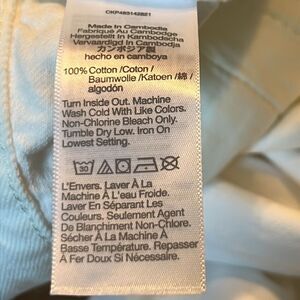 CKP483142821
Made In Cambodia
Fabriqué Au Cambodge
Hergestellt In Kambodscha
Vervaardigd in Cambodja
カンボジア製
hecho en camboya
100% Cotton /Coton /
Baumwolle /Katoen /綿 /
algodón
Turn Inside Out. Machine
Wash Cold With Like Colors.
Non-Chlorine Bleach Only.
Tumble Dry Low. Iron On
Lowest Setting.
30
L'Envers. Laver À La
Machine À L'eau Froide.
Laver En Séparant Les
Couleurs. Seulement Agent
De Blanchiment Non-Chlore.
Sécher À La Machine À
Basse Température. Repasser
À Fer Doux Si Nécessaire.